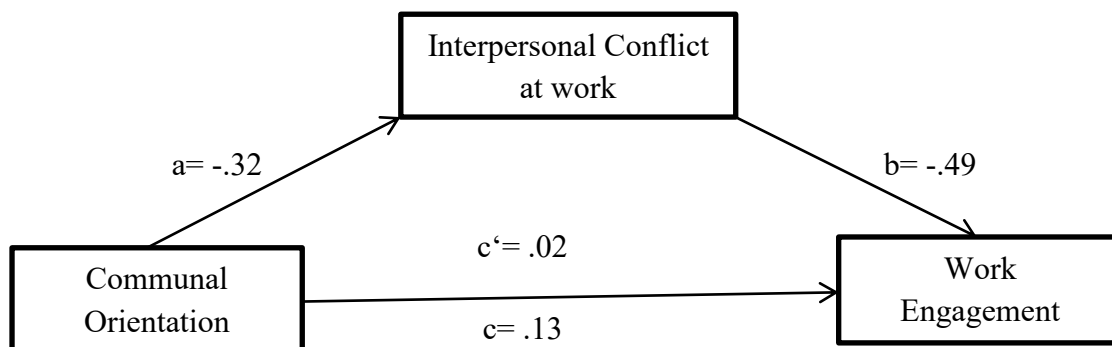 Interpersonal Conflict
at work
a= -.32
b= -.49
c‘= .02
Communal
Orientation
c= .13
Work
Engagement